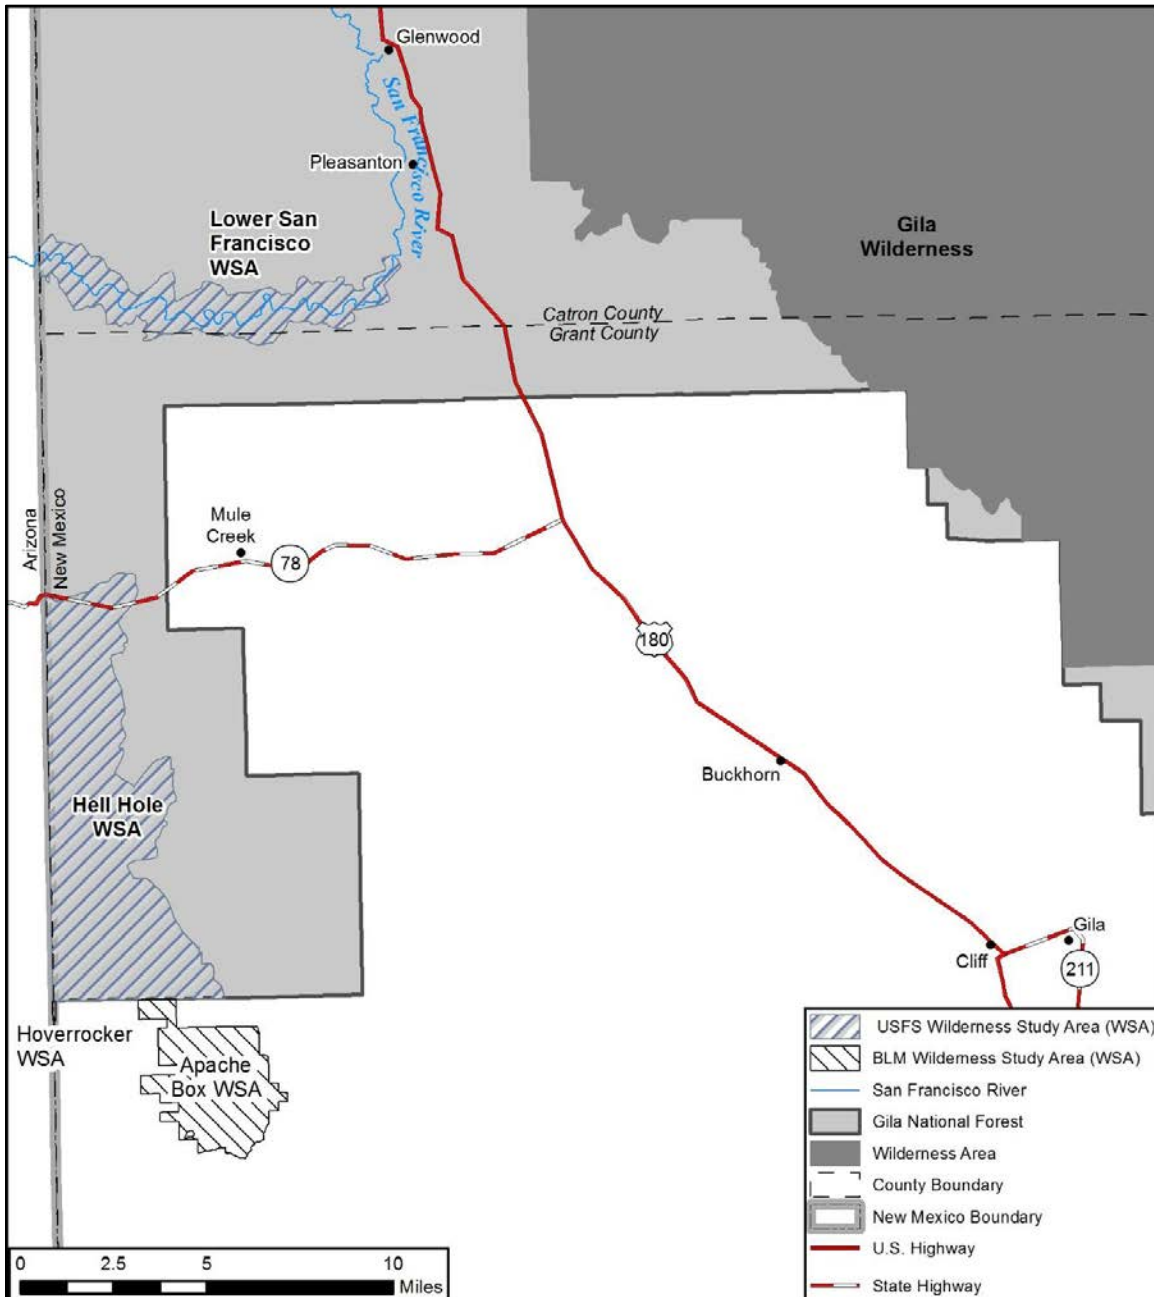 Glenwood
San Francisco River
Pleasanton
Lower San
Francisco
WSA
Gila
Wilderness
Catron County
Grant County
Arizona
New Mexico
Mule
Creek
78
180
Buckhorn
Hell Hole
WSA
Gila
Cliff
211
Hoverrocker
WSA
Apache
Box WSA
USFS Wilderness Study Area (WSA)
BLM Wilderness Study Area (WSA)
San Francisco River
Gila National Forest
Wilderness Area
County Boundary
New Mexico Boundary
U.S. Highway
State Highway
0 2.5 5 10
Miles